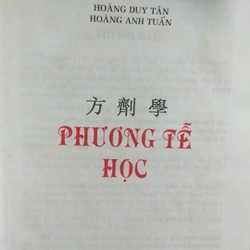 HOÀNG DUY TÂN
HOÀNG ANH TUẤN
方劑學
PHƯƠNG TỄ
HỌC